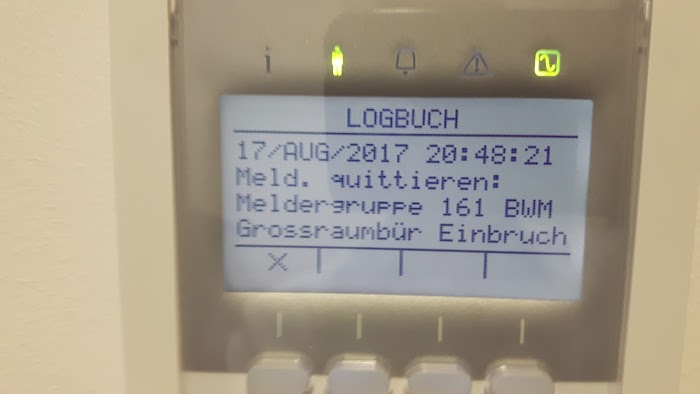 LOGBUCH
17/AUG/2017 20:48:21
Meld. quittieren:
Meldergruppe 161 BWM
Grossraumbür Einbruch
X